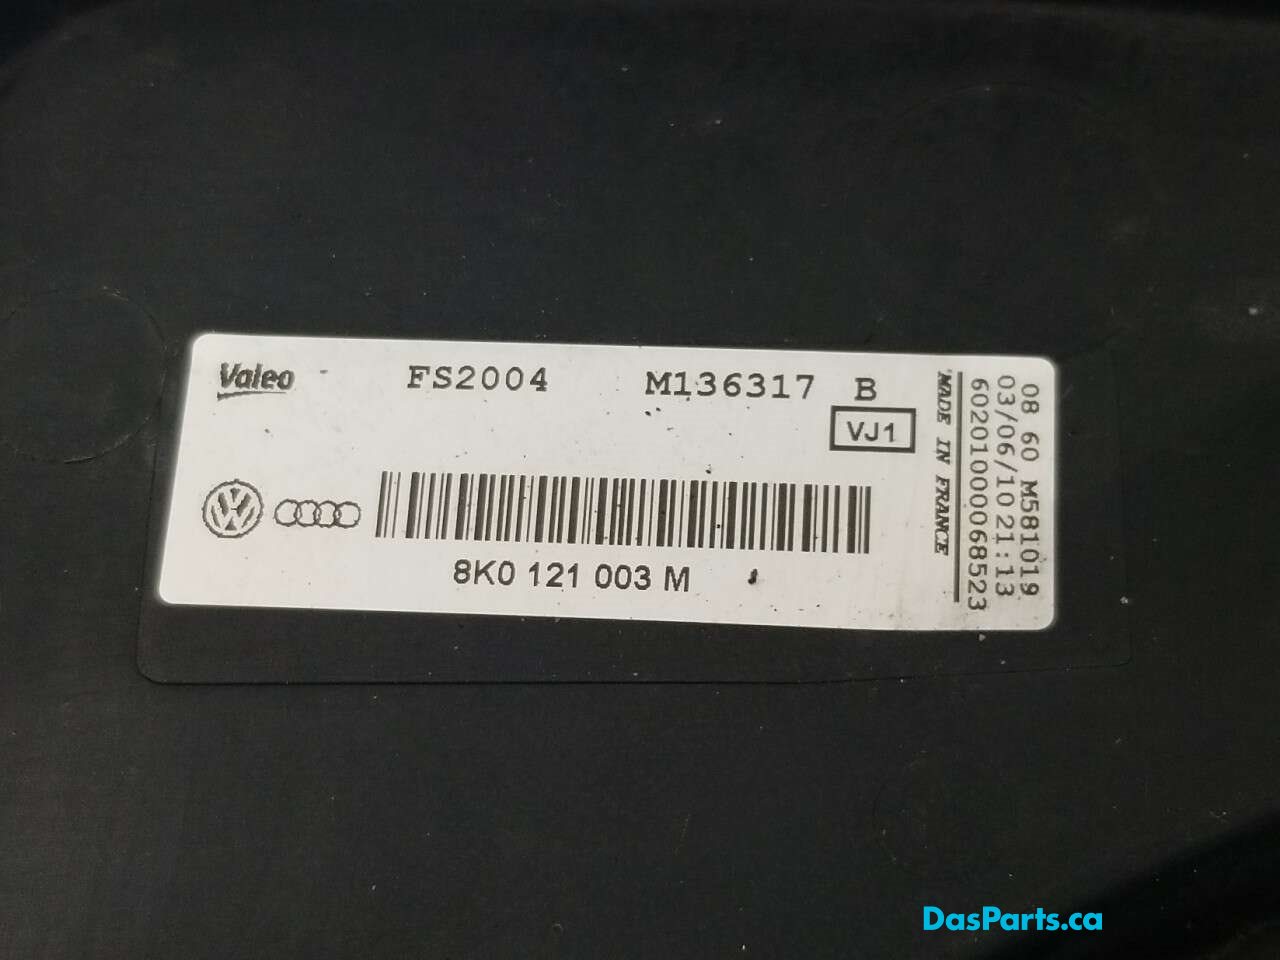 Valeo FS2004 M136317 B
VJ1
8K0 121 003 M
MADE IN FRANCE
08 60 M581019
03/06/10 21:13
60201000068523
DasParts.ca